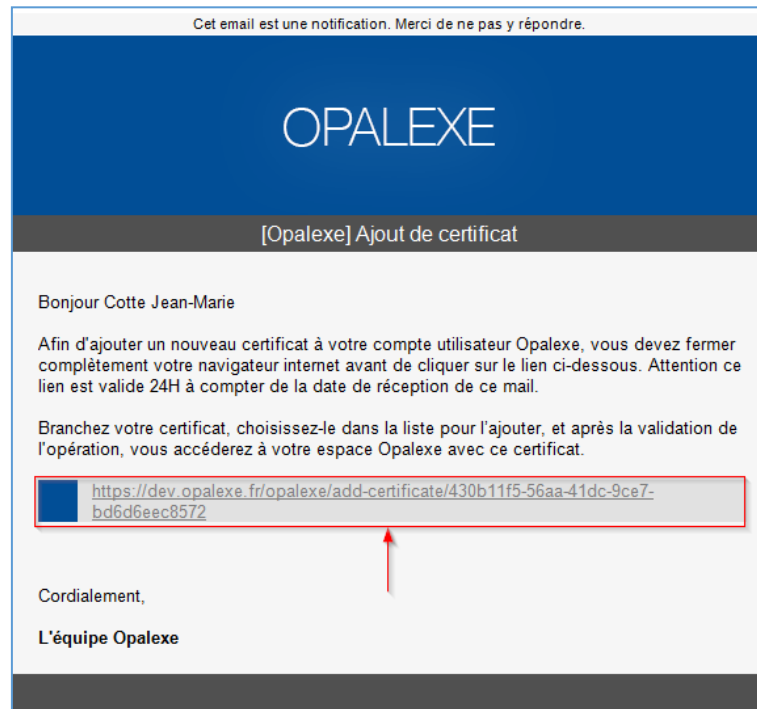 Cet email est une notification. Merci de ne pas y répondre.
OPALEXE
[Opalexe] Ajout de certificat
Bonjour Cotte Jean-Marie
Afin d'ajouter un nouveau certificat à votre compte utilisateur Opalexe, vous devez fermer
complètement votre navigateur internet avant de cliquer sur le lien ci-dessous. Attention ce
lien est valide 24H à compter de la date de réception de ce mail.
Branchez votre certificat, choisissez-le dans la liste pour l'ajouter, et après la validation de
l'opération, vous accéderez à votre espace Opalexe avec ce certificat.
https://dev.opalexe.fr/opalexe/add-certificate/430b11f5-56aa-41dc-9ce7-
bd6d6eec8572
Cordialement,
L'équipe Opalexe